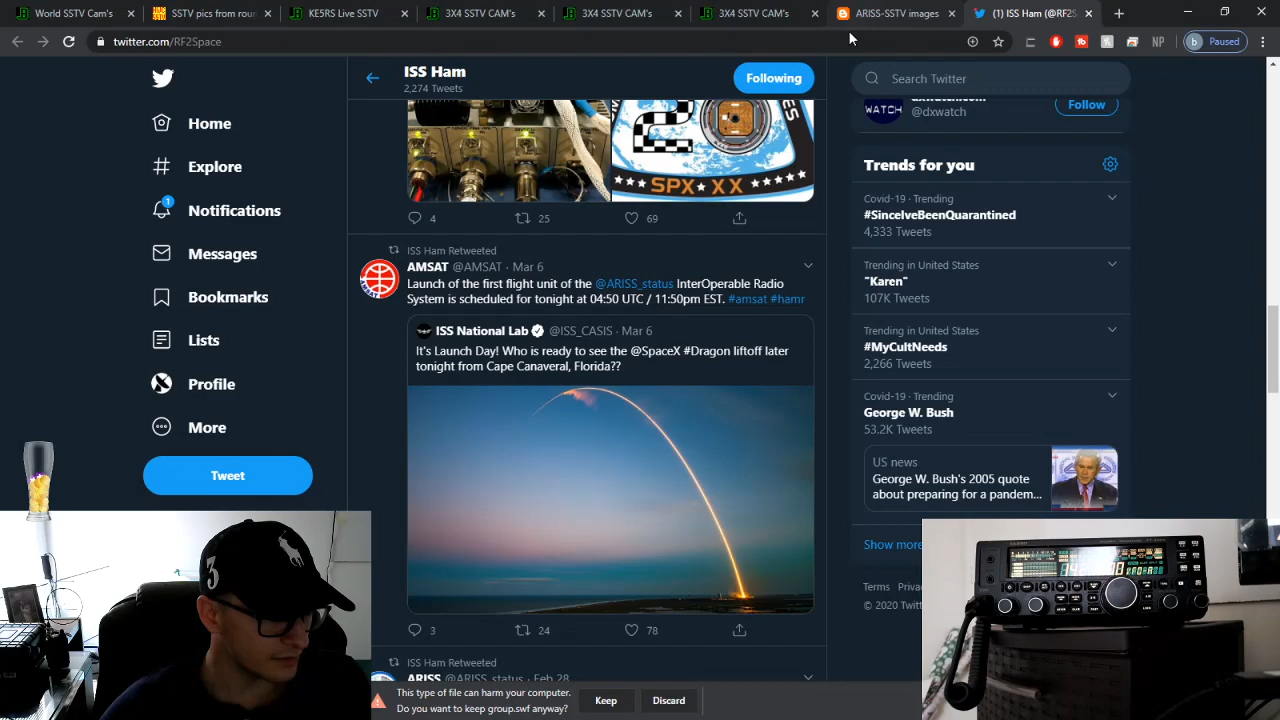 World SSTV Cam's
SSTV pics from roun
KE5RS Live SSTV
3X4 SSTV CAM's
3X4 SSTV CAM's
3X4 SSTV CAM's
ARISS-SSTV images
(1) ISS Ham (@RF2S
twitter.com/RF2Space
NP
b
Paused
Home
Explore
1
Notifications
Messages
Bookmarks
Lists
Profile
More
Tweet
ISS Ham
2,274 Tweets
Following
SPX XX
4
25
69
ISS Ham Retweeted
AMSAT @AMSAT · Mar 6
Launch of the first flight unit of the @ARISS_status InterOperable Radio
System is scheduled for tonight at 04:50 UTC / 11:50pm EST. #amsat #hamr
ISS National Lab @ISS_CASIS · Mar 6
It's Launch Day! Who is ready to see the @SpaceX #Dragon liftoff later
tonight from Cape Canaveral, Florida??
3
24
78
ISS Ham Retweeted
ARISS @ARISS_status · Feb 28
This type of file can harm your computer.
Do you want to keep group.swf anyway?
Keep
Discard
Search Twitter
WATCH
dxwatch.com
@dxwatch
Follow
Trends for you
Covid-19 · Trending
#SinceIveBeenQuarantined
4,333 Tweets
Trending in United States
"Karen"
107K Tweets
Trending in United States
#MyCultNeeds
2,266 Tweets
Covid-19 · Trending
George W. Bush
53.2K Tweets
US news
George W. Bush's 2005 quote
about preparing for a pandem...
Show more
Terms
© 2020
3